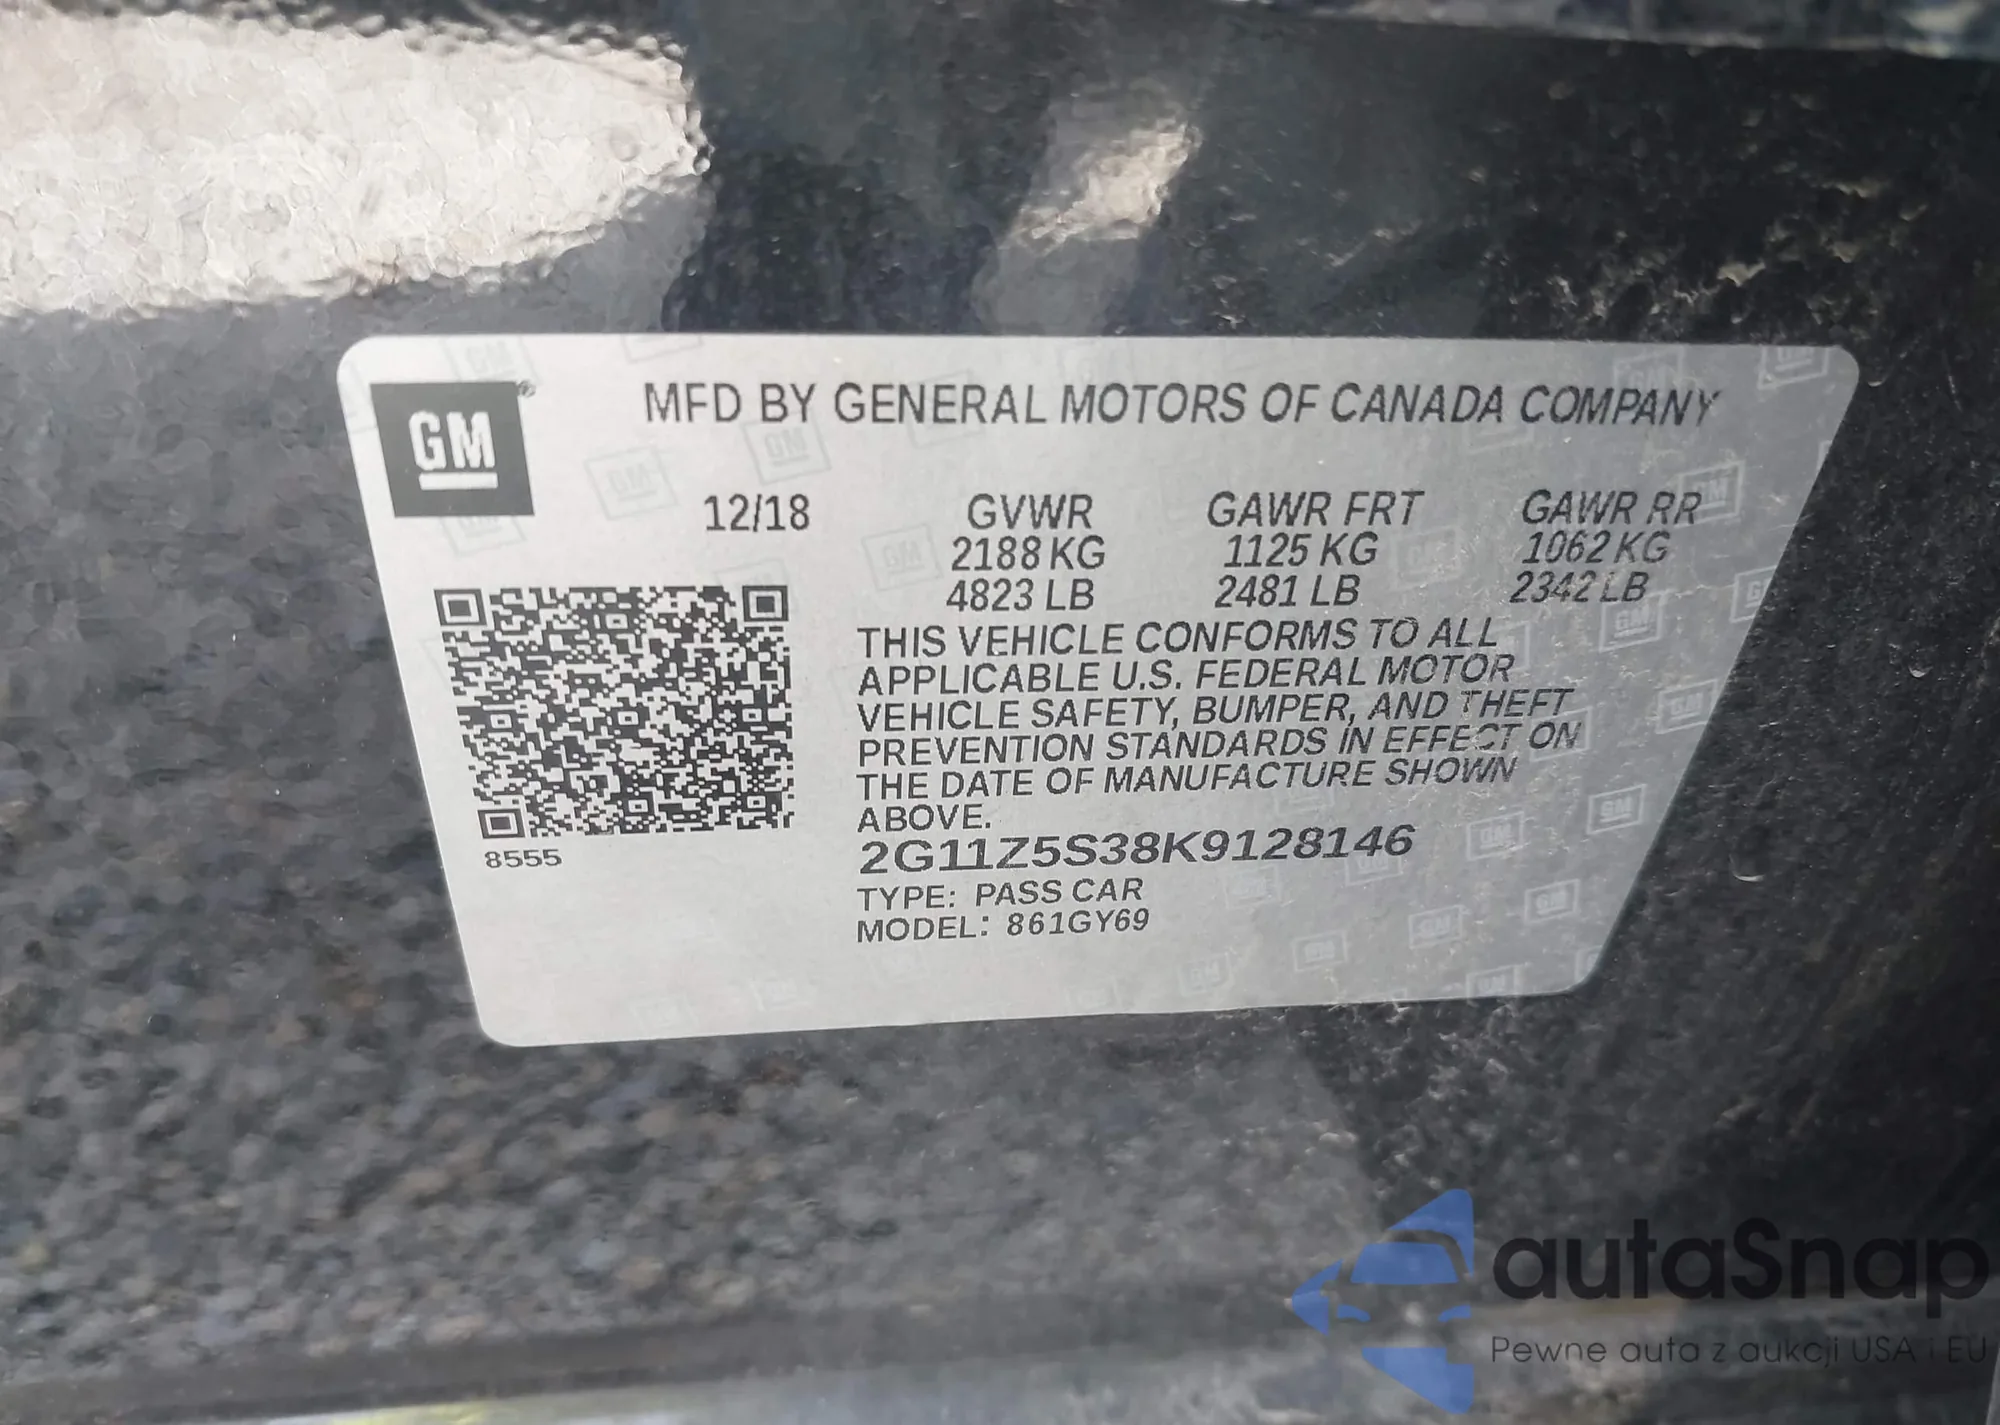 GM®
MFD BY GENERAL MOTORS OF CANADA COMPANY
12/18 GVWR GAWR FRT GAWR RR
2188 KG 1125 KG 1062 KG
4823 LB 2481 LB 2342 LB
THIS VEHICLE CONFORMS TO ALL
APPLICABLE U.S. FEDERAL MOTOR
VEHICLE SAFETY, BUMPER, AND THEFT
PREVENTION STANDARDS IN EFFECT ON
THE DATE OF MANUFACTURE SHOWN
ABOVE.
8555
2G11Z5S38K9128146
TYPE: PASS CAR
MODEL: 861GY69
autaSnap
Pewne auta z aukcji USA i EU